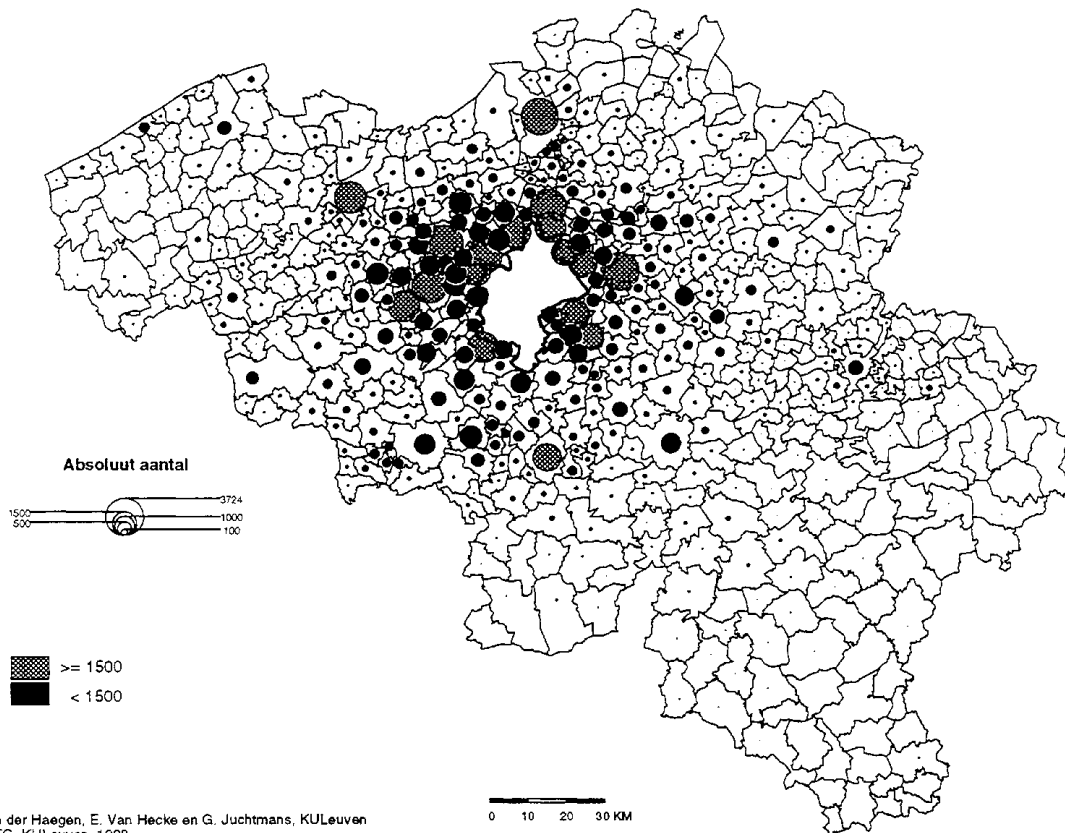 Absoluut aantal
3724
1500
1000
500
100
>= 1500
< 1500
0 10 20 30 KM
der Haegen, E. Van Hecke en G. Juchtmans, KULeuven
KULeuven